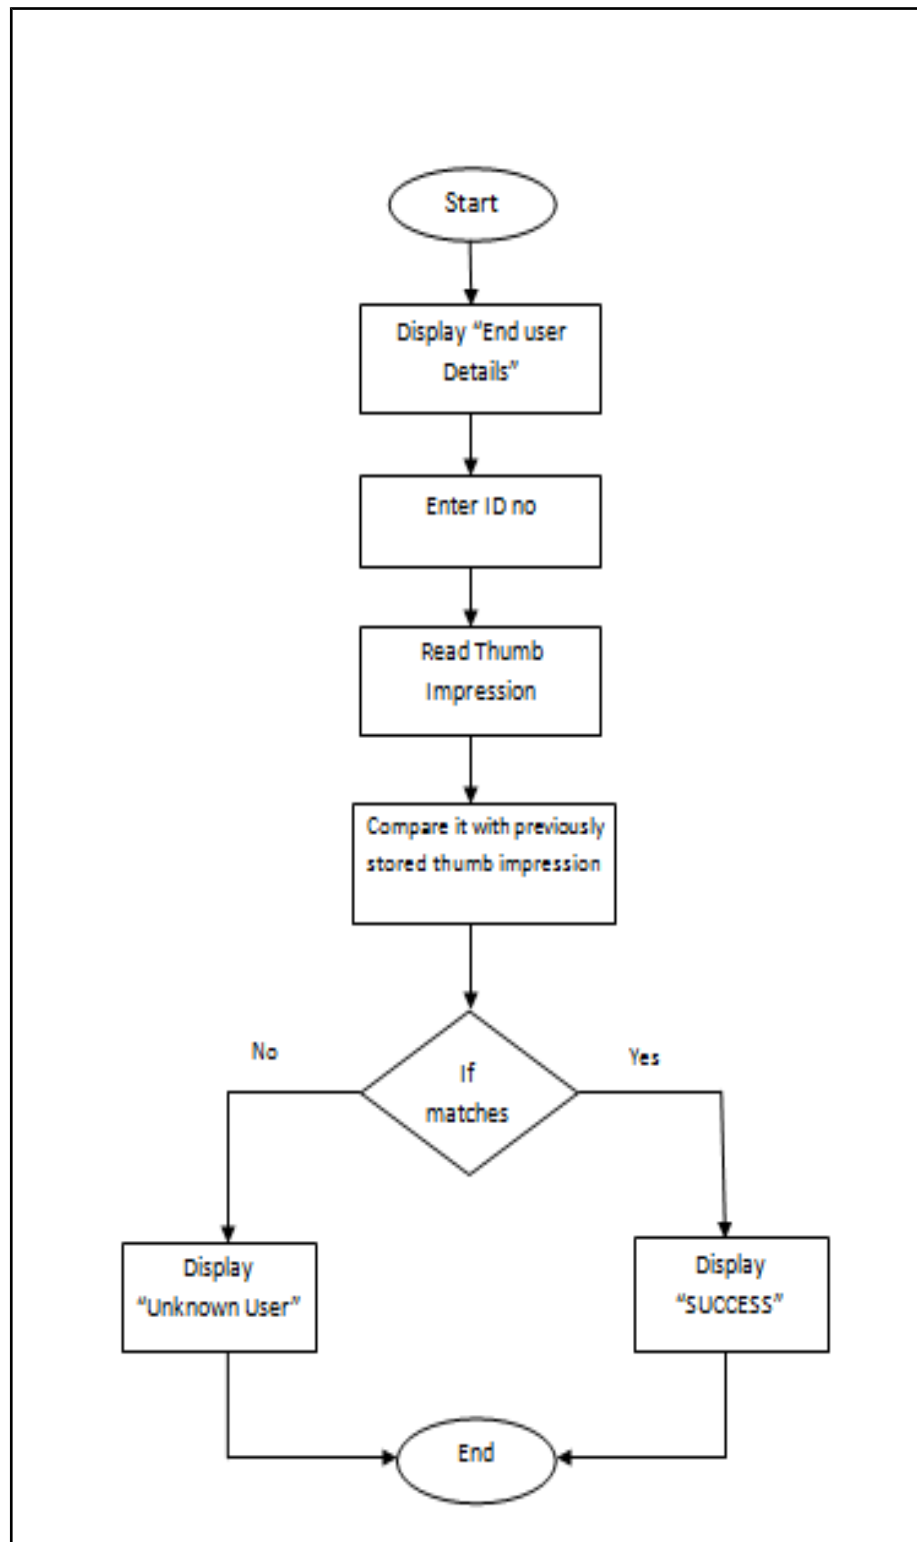 Start
Display “End user
Details”
Enter ID no
Read Thumb
Impression
Compare it with previously
stored thumb impression
If
matches
No
Yes
Display
“Unknown User”
Display
“SUCCESS”
End